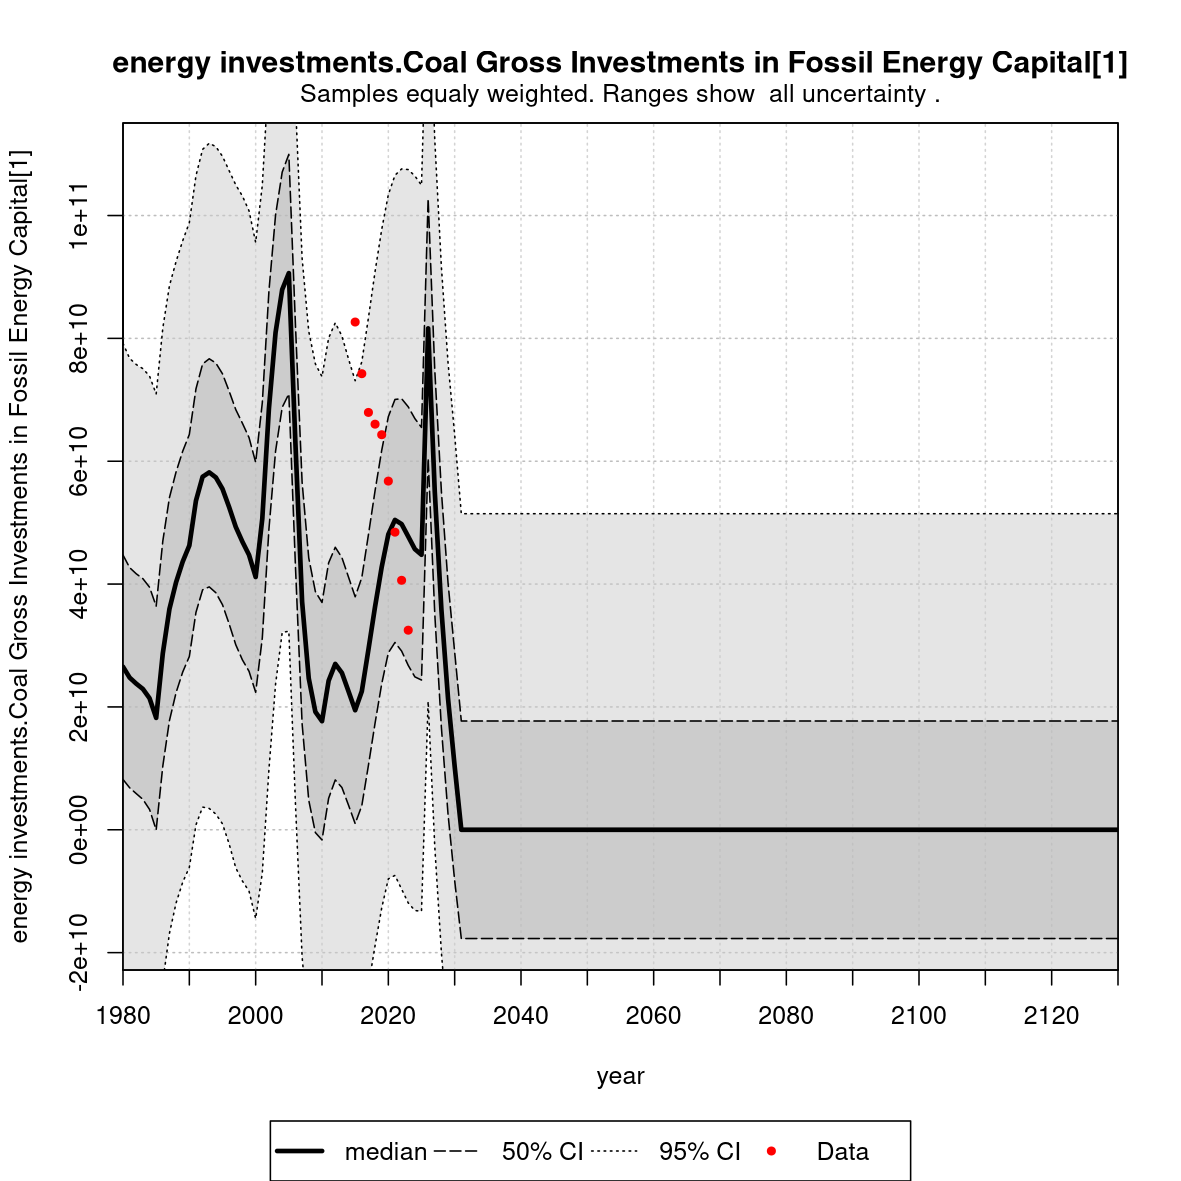 energy investments.Coal Gross Investments in Fossil Energy Capital[1]
Samples equaly weighted. Ranges show  all uncertainty .
energy investments.Coal Gross Investments in Fossil Energy Capital[1]
1e+11
8e+10
6e+10
4e+10
2e+10
0e+00
-2e+10
1980 2000 2020 2040 2060 2080 2100 2120
year
median 50% CI 95% CI Data